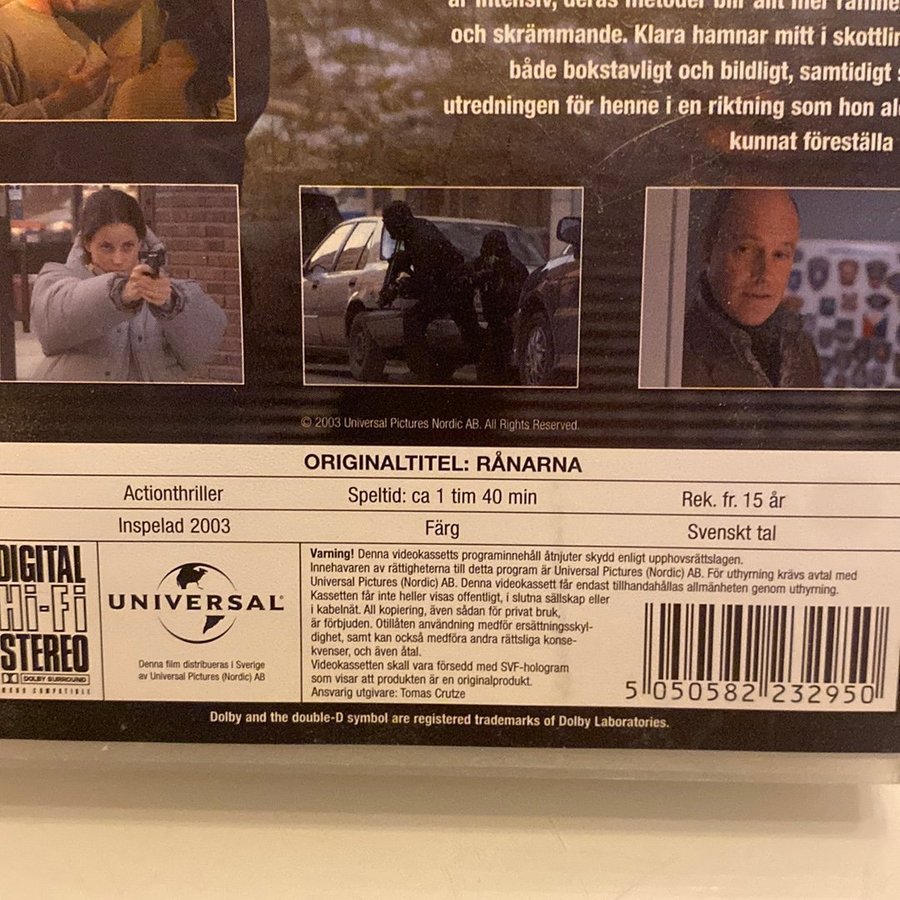 är intensiv, deras metoder blir allt mer
och skrämmande. Klara hamnar mitt i
både bokstavligt och bildligt, samtidigt
utredningen för henne i en riktning som hon
kunnat föreställa
© 2003 Universal Pictures Nordic AB. All Rights Reserved.
ORIGINALTITEL: RÅNARNA
Actionthriller Speltid: ca 1 tim 40 min Rek. fr. 15 år
Inspelad 2003 Färg Svenskt tal
DIGITAL
Hi-Fi
STEREO
DOLBY SURROUND
UNIVERSAL
Denna film distribueras i Sverige
av Universal Pictures (Nordic) AB
Varning! Denna videokassetts programinnehåll åtnjuter skydd enligt upphovsrättslagen.
Innehavaren av rättigheterna till detta program är Universal Pictures (Nordic) AB. För uthyrning krävs avtal med
Universal Pictures (Nordic) AB. Denna videokassett får endast tillhandahållas allmänheten genom uthyrning.
Kassetten får inte heller visas offentligt, i slutna sällskap eller
i kabelnät. All kopiering, även sådan för privat bruk,
är förbjuden. Otillåten användning medför ersättningsskyl-
dighet, samt kan också medföra andra rättsliga konse-
kvenser, och även åtal.
Videokassetten skall vara försedd med SVF-hologram
som visar att produkten är en originalprodukt.
Ansvarig utgivare: Tomas Crutze
5 050582 232950
Dolby and the double-D symbol are registered trademarks of Dolby Laboratories.